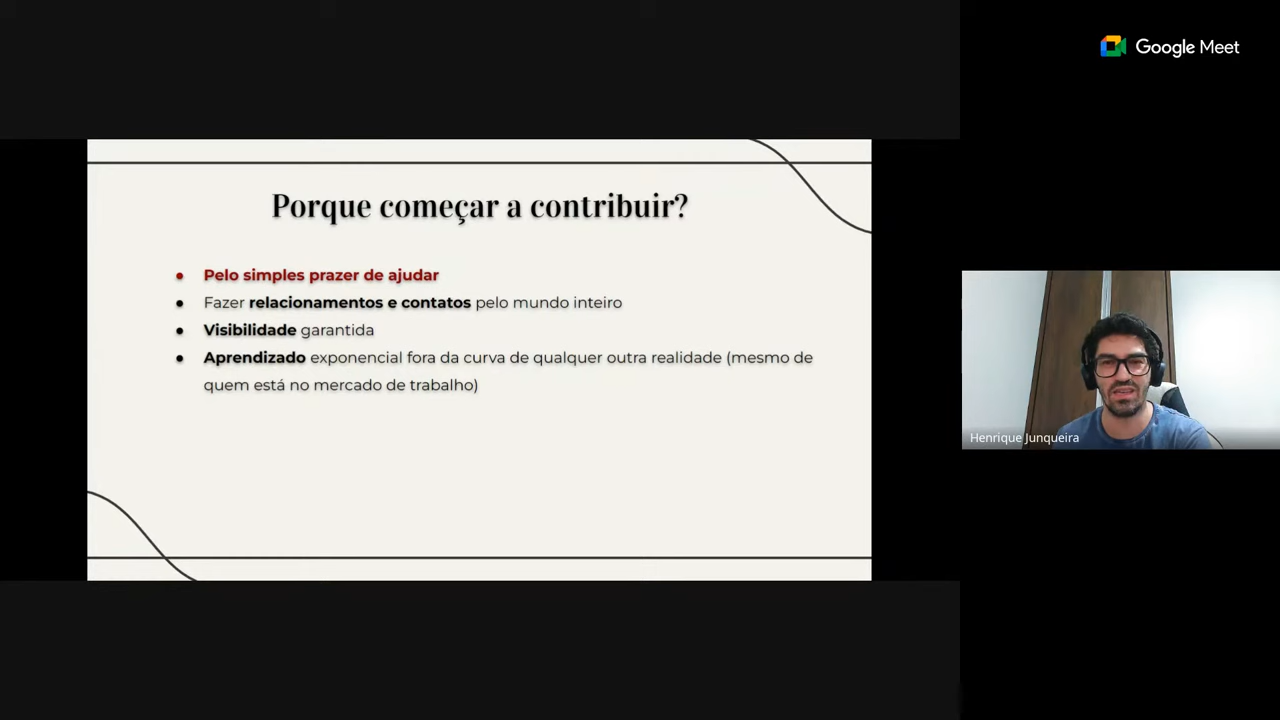 Google Meet
Porque começar a contribuir?
● Pelo simples prazer de ajudar
● Fazer relacionamentos e contatos pelo mundo inteiro
● Visibilidade garantida
● Aprendizado exponencial fora da curva de qualquer outra realidade (mesmo de
quem está no mercado de trabalho)
Henrique Junqueira